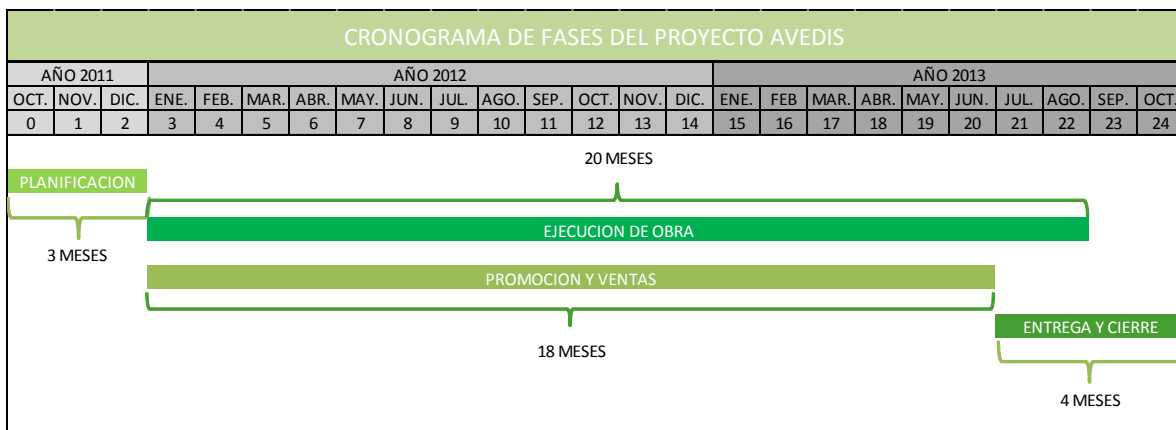 CRONOGRAMA DE FASES DEL PROYECTO AVEDIS
AÑO 2011 AÑO 2012 AÑO 2013
OCT. NOV. DIC. ENE. FEB. MAR. ABR. MAY. JUN. JUL. AGO. SEP. OCT. NOV. DIC. ENE. FEB MAR. ABR. MAY. JUN. JUL. AGO. SEP. OCT.
0 1 2 3 4 5 6 7 8 9 10 11 12 13 14 15 16 17 18 19 20 21 22 23 24
20 MESES
PLANIFICACION
EJECUCION DE OBRA
3 MESES
PROMOCION Y VENTAS
ENTREGA Y CIERRE
18 MESES
4 MESES